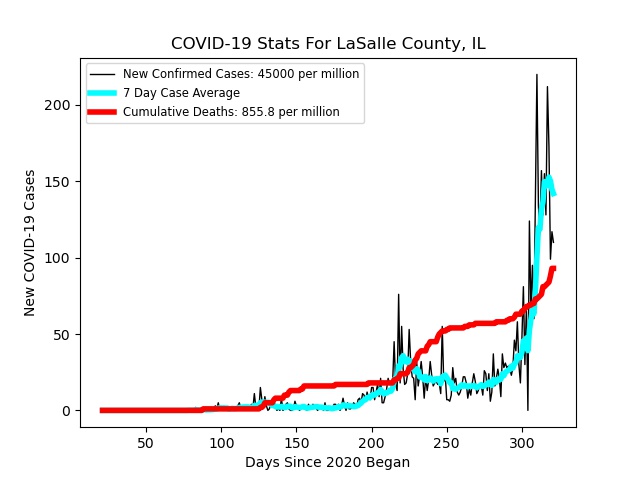 COVID-19 Stats For LaSalle County, IL
New Confirmed Cases: 45000 per million
7 Day Case Average
Cumulative Deaths: 855.8 per million
New COVID-19 Cases
200
150
100
50
0
50 100 150 200 250 300
Days Since 2020 Began